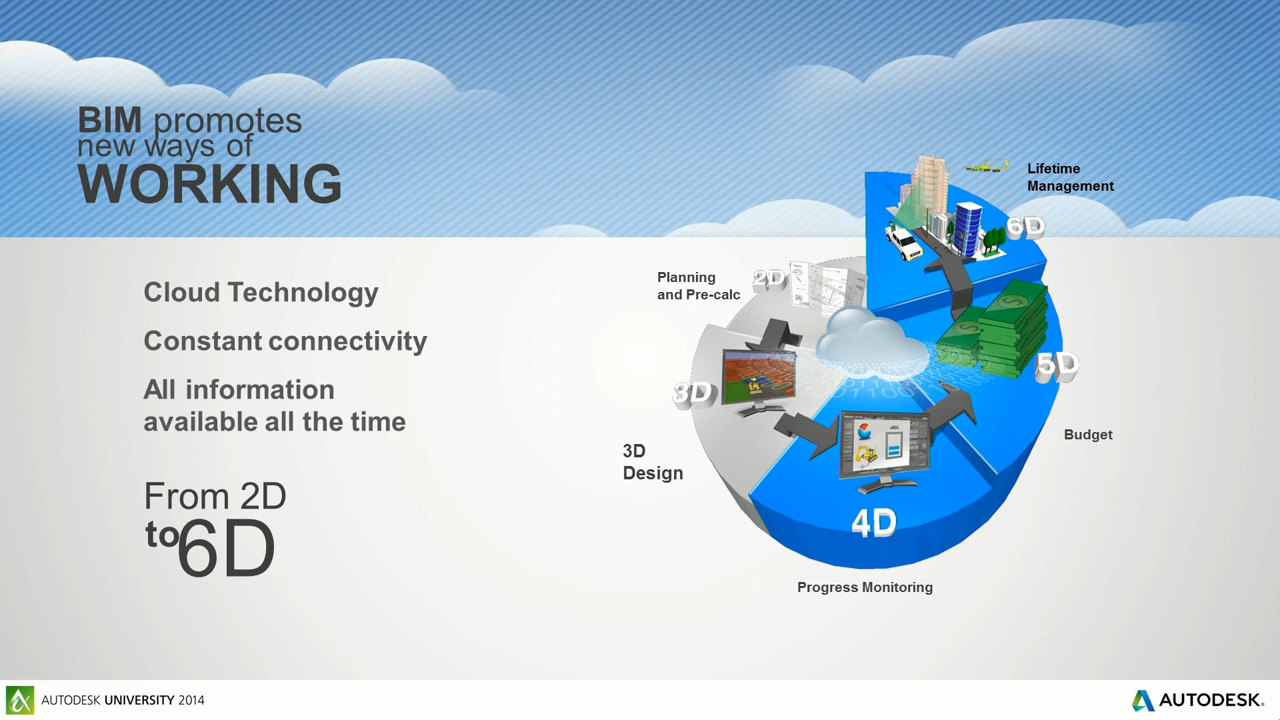 BIM promotes
new ways of
WORKING
Cloud Technology
Constant connectivity
All information
available all the time
From 2D
to 6D
Lifetime
Management
6D
Planning
and Pre-calc
2D
5D
3D
Budget
3D
Design
4D
Progress Monitoring
AUTODESK UNIVERSITY 2014
AUTODESK®